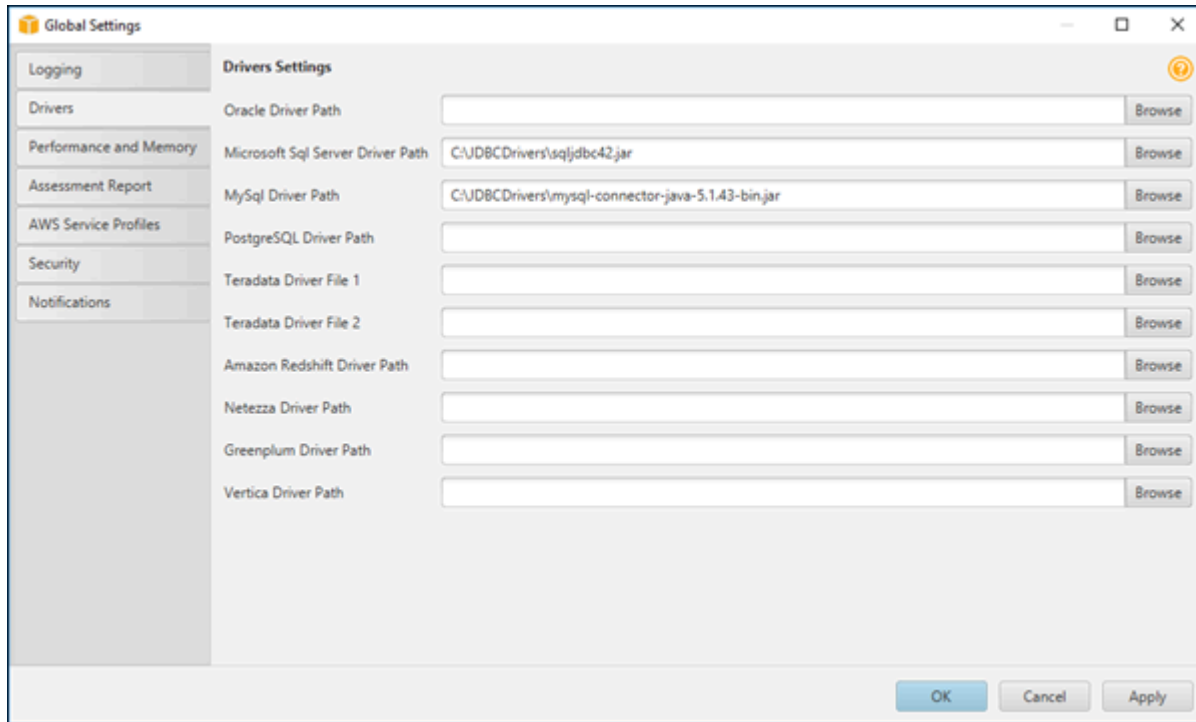 Global Settings
Logging
Drivers
Performance and Memory
Assessment Report
AWS Service Profiles
Security
Notifications
Drivers Settings
?
Oracle Driver Path Browse
Microsoft Sql Server Driver Path C:\JDBCDrivers\sqljdbc42.jar Browse
MySql Driver Path C:\JDBCDrivers\mysql-connector-java-5.1.43-bin.jar Browse
PostgreSQL Driver Path Browse
Teradata Driver File 1 Browse
Teradata Driver File 2 Browse
Amazon Redshift Driver Path Browse
Netezza Driver Path Browse
Greenplum Driver Path Browse
Vertica Driver Path Browse
OK Cancel Apply